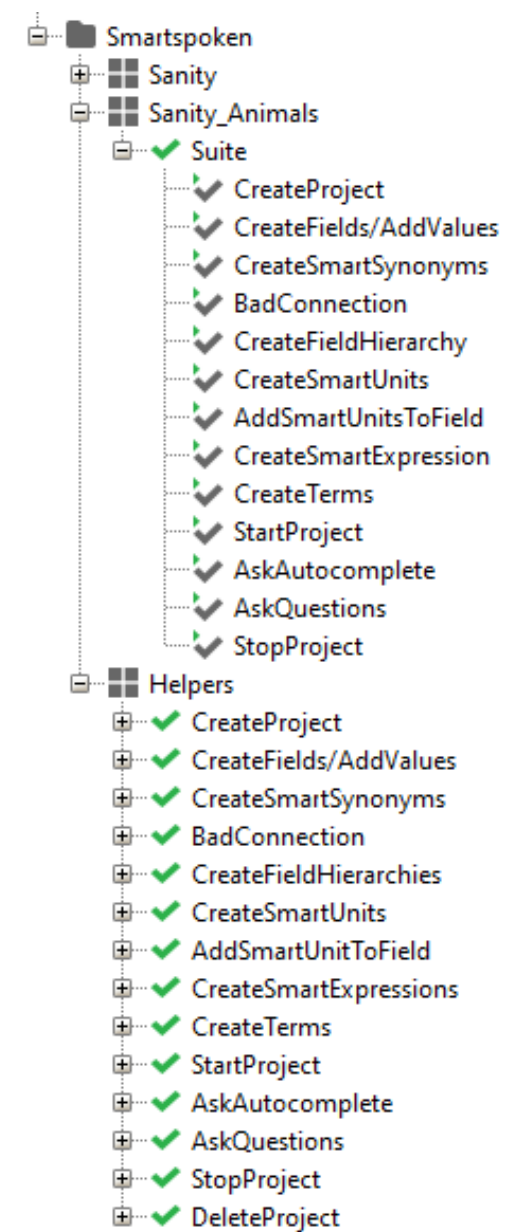 Smartspoken
Sanity
Sanity_Animals
Suite
CreateProject
CreateFields/AddValues
CreateSmartSynonyms
BadConnection
CreateFieldHierarchy
CreateSmartUnits
AddSmartUnitsToField
CreateSmartExpression
CreateTerms
StartProject
AskAutocomplete
AskQuestions
StopProject
Helpers
CreateProject
CreateFields/AddValues
CreateSmartSynonyms
BadConnection
CreateFieldHierarchies
CreateSmartUnits
AddSmartUnitToField
CreateSmartExpressions
CreateTerms
StartProject
AskAutocomplete
AskQuestions
StopProject
DeleteProject